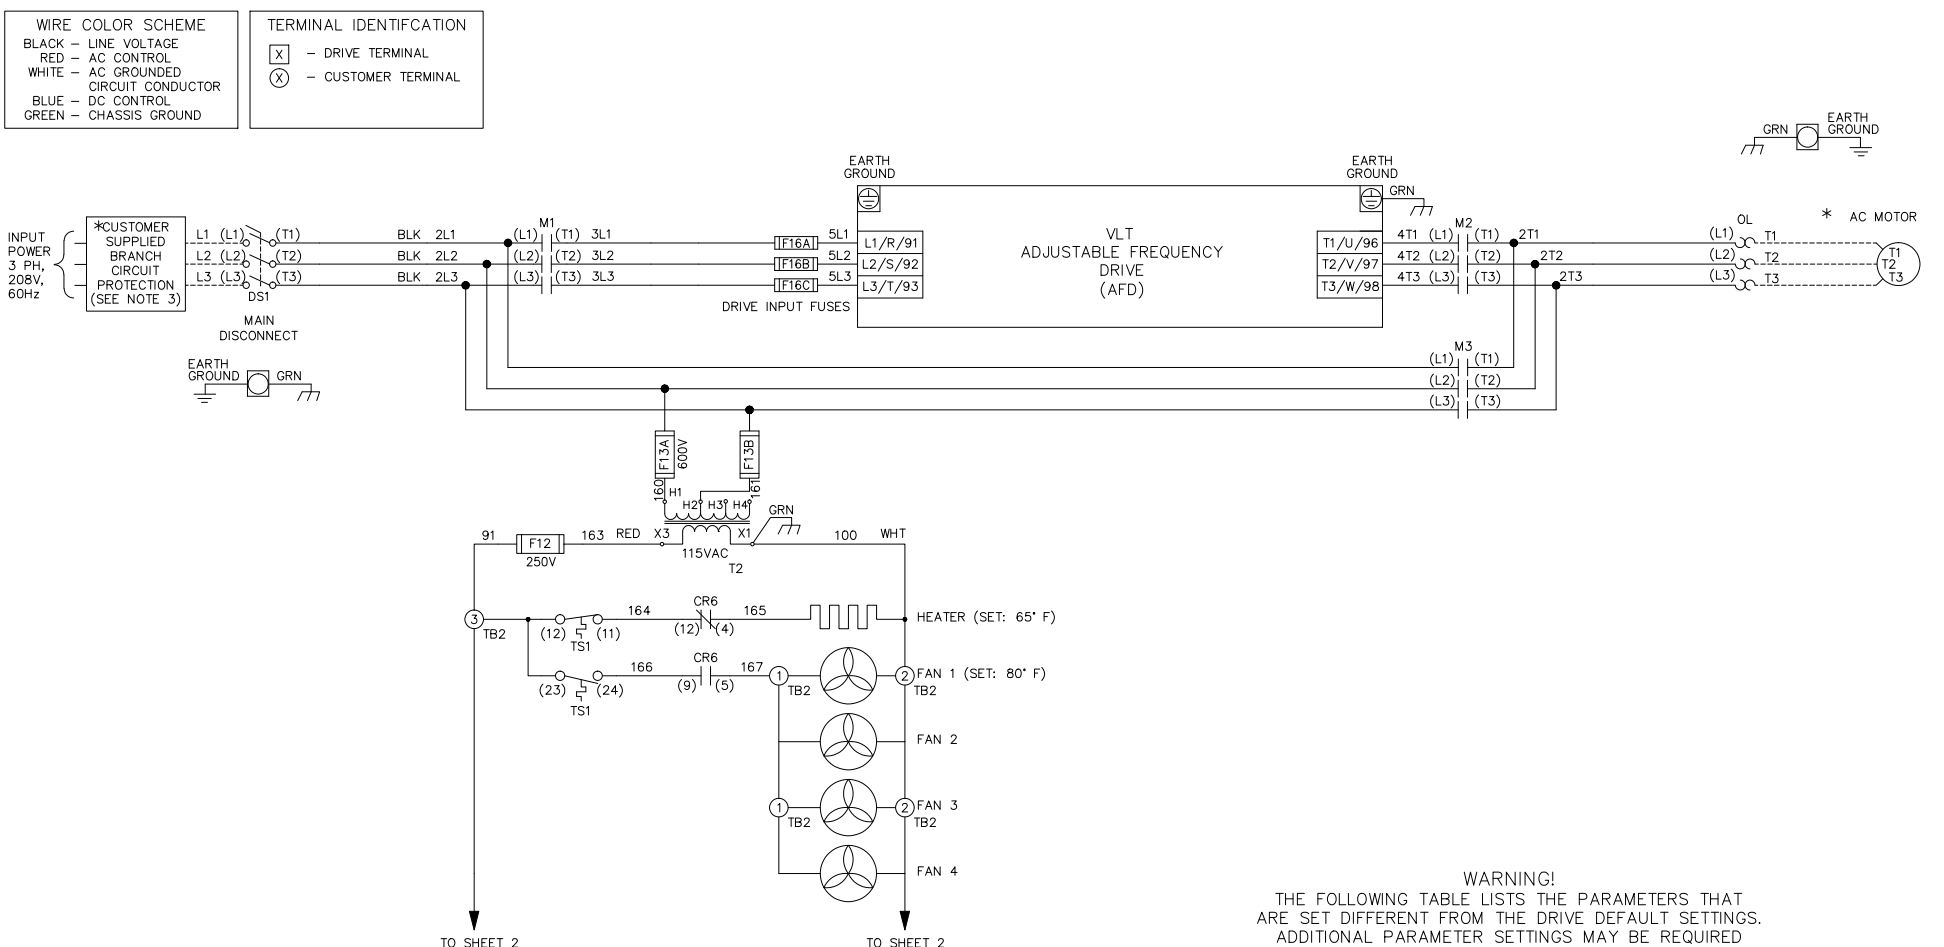 WIRE COLOR SCHEME
BLACK – LINE VOLTAGE
RED – AC CONTROL
WHITE – AC GROUNDED
CIRCUIT CONDUCTOR
BLUE – DC CONTROL
GREEN – CHASSIS GROUND
TERMINAL IDENTIFCATION
X – DRIVE TERMINAL
X – CUSTOMER TERMINAL
GRN
EARTH
GROUND
INPUT
POWER
3 PH,
208V,
60Hz
*CUSTOMER
SUPPLIED
BRANCH
CIRCUIT
PROTECTION
(SEE NOTE 3)
L1 (L1) (T1)
L2 (L2) (T2)
L3 (L3) (T3)
DS1
MAIN
DISCONNECT
EARTH
GROUND
GRN
BLK 2L1
BLK 2L2
BLK 2L3
M1
(L1) (T1) 3L1
(L2) (T2) 3L2
(L3) (T3) 3L3
F16A 5L1
F16B 5L2
F16C 5L3
DRIVE INPUT FUSES
EARTH
GROUND
L1/R/91
L2/S/92
L3/T/93
VLT
ADJUSTABLE FREQUENCY
DRIVE
(AFD)
EARTH
GROUND
GRN
T1/U/96
T2/V/97
T3/W/98
M2
4T1 (L1) (T1) 2T1
4T2 (L2) (T2) 2T2
4T3 (L3) (T3) 2T3
OL
(L1) T1
(L2) T2
(L3) T3
* AC MOTOR
T1
T2
T3
M3
(L1) (T1)
(L2) (T2)
(L3) (T3)
F13A
600V
F13B
160
161
H1
H2 H3 H4
GRN
91
F12
250V
163 RED X3
X1 100 WHT
115VAC
T2
3
TB2
(12) (11)
TS1
164
CR6
(12) (4)
165
HEATER (SET: 65° F)
(23) (24)
TS1
166
CR6
(9) (5)
167
1
TB2
2
TB2
FAN 1 (SET: 80° F)
FAN 2
1
TB2
2
TB2
FAN 3
FAN 4
TO SHEET 2
TO SHEET 2
WARNING!
THE FOLLOWING TABLE LISTS THE PARAMETERS THAT
ARE SET DIFFERENT FROM THE DRIVE DEFAULT SETTINGS.
ADDITIONAL PARAMETER SETTINGS MAY BE REQUIRED